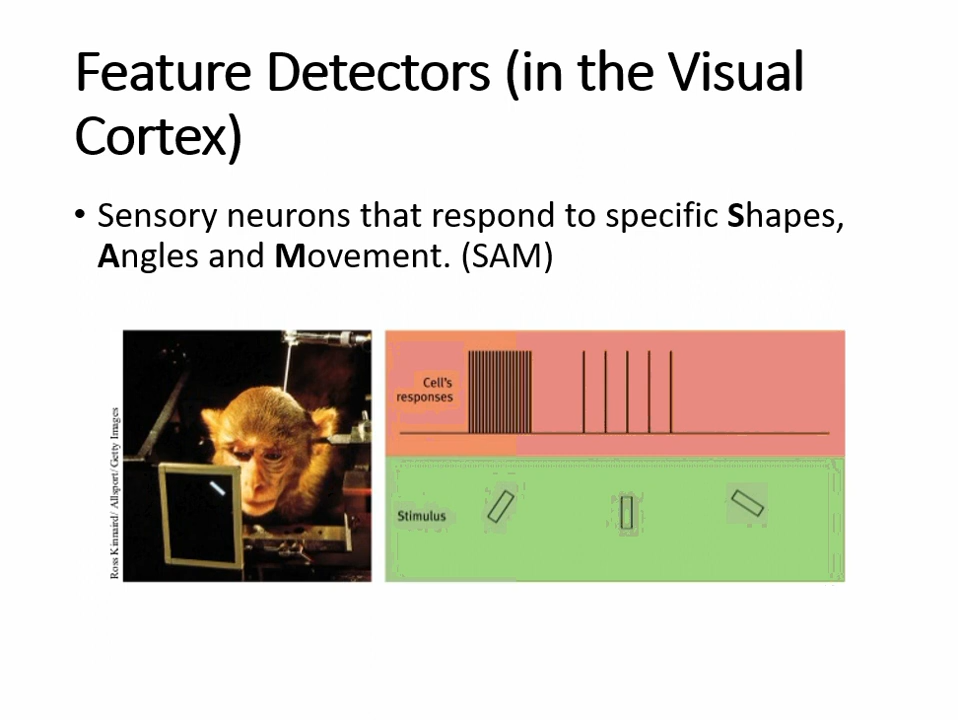 Feature Detectors (in the Visual
Cortex)
• Sensory neurons that respond to specific Shapes,
Angles and Movement. (SAM)
Ross Kinnaird/ Allsport/ Getty Images
Cell's
responses
Stimulus